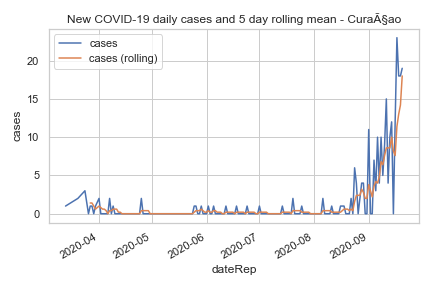 New COVID-19 daily cases and 5 day rolling mean - CuraÃ§ao
cases
cases (rolling)
20
15
10
5
0
cases
2020-04
2020-05
2020-06
2020-07
2020-08
2020-09
dateRep